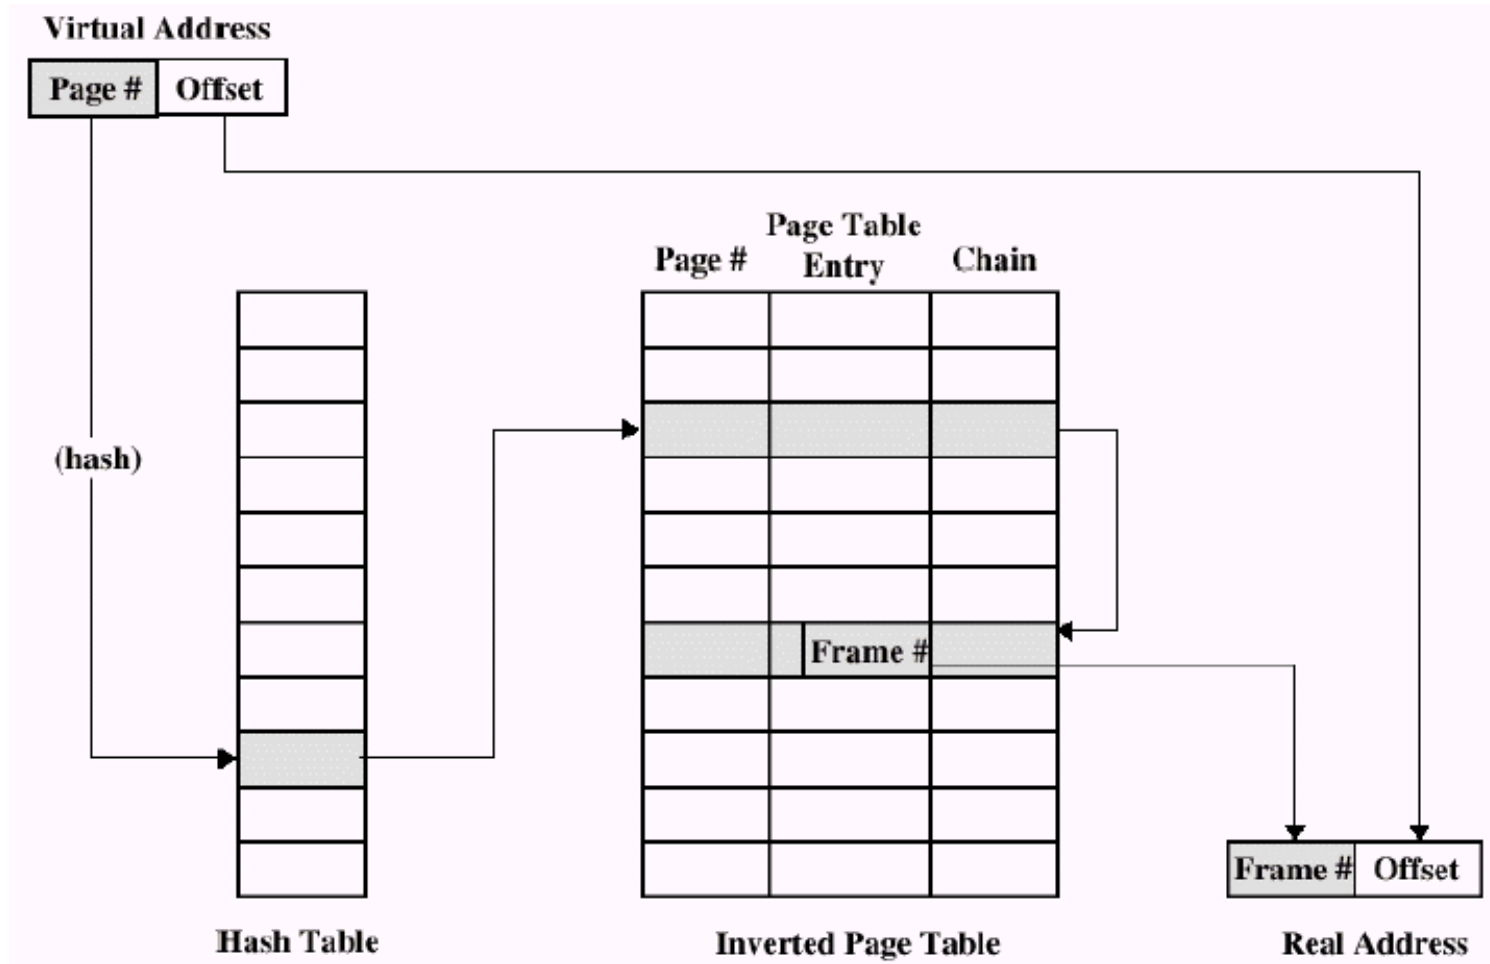 Virtual Address
Page # Offset
Page Table
Page # Entry Chain
(hash)
Frame #
Frame # Offset
Hash Table Inverted Page Table Real Address